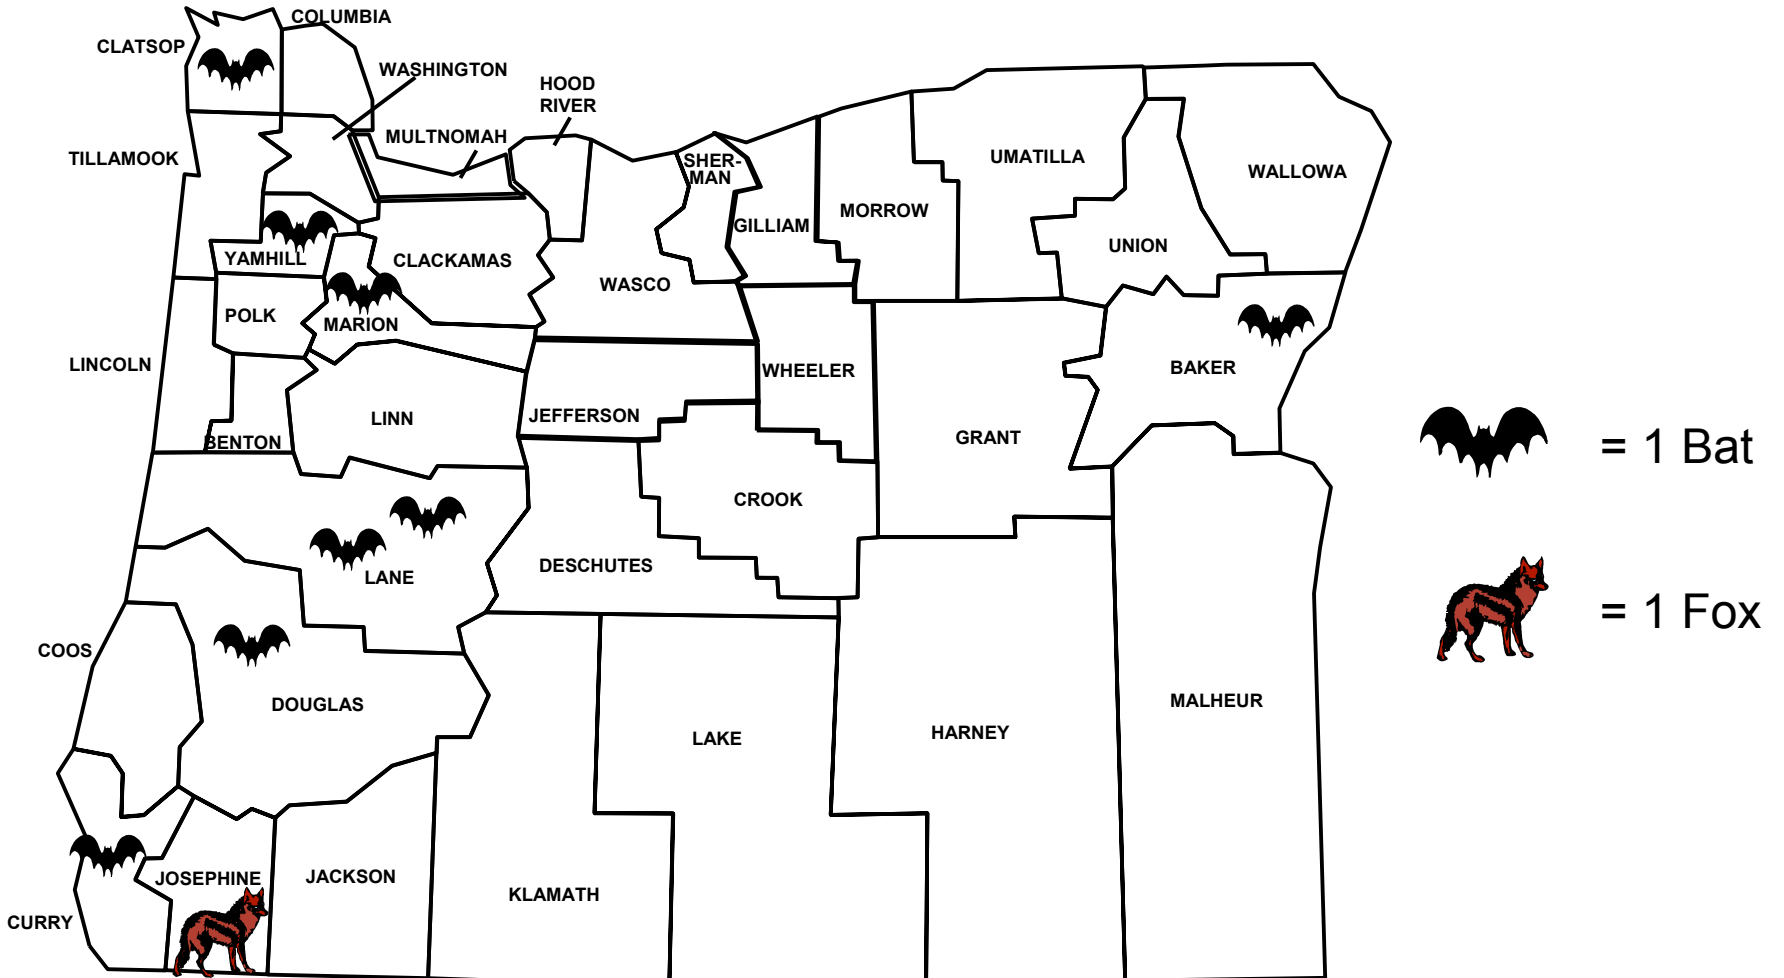 COLUMBIA
CLATSOP
WASHINGTON
HOOD
RIVER
MULTNOMAH
TILLAMOOK
SHER-
MAN
UMATILLA
WALLOWA
GILLIAM
MORROW
UNION
YAMHILL
CLACKAMAS
WASCO
POLK
MARION
LINCOLN
WHEELER
BAKER
JEFFERSON
LINN
BENTON
GRANT
= 1 Bat
CROOK
DESCHUTES
LANE
= 1 Fox
COOS
DOUGLAS
MALHEUR
LAKE
HARNEY
JOSEPHINE
JACKSON
KLAMATH
CURRY